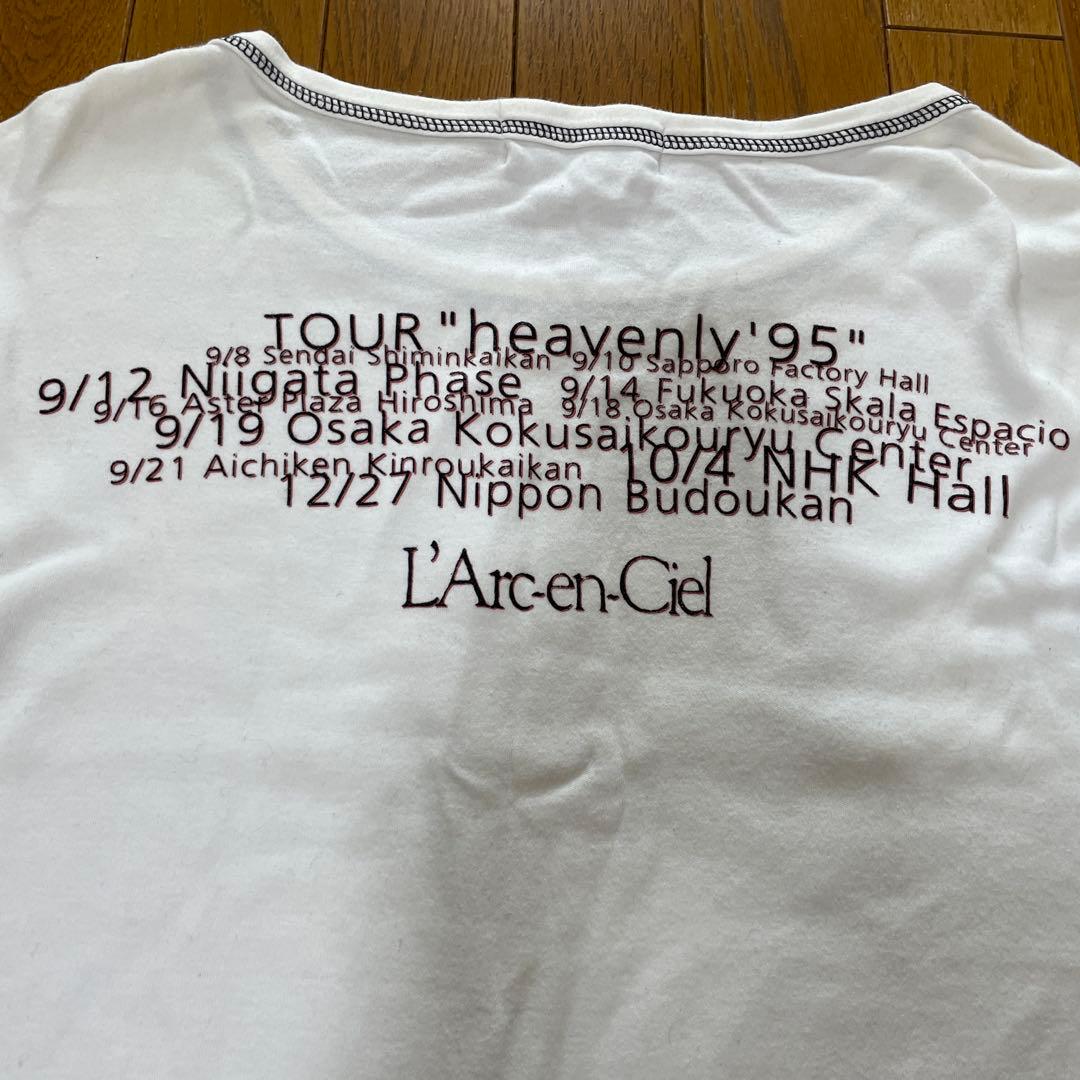 TOUR "heavenly '95"
9/8 Sendai Shiminkaikan 9/10 Sapporo Factory Hall
9/12 Niigata Phase 9/14 Fukuoka Skala Espacio
9/16 Aster Plaza Hiroshima 9/18 Osaka Kokusaikouryu Center
9/19 Osaka Kokusaikouryu Center
9/21 Aichiken Kinroukaikan 10/4 NHK Hall
12/27 Nippon Budoukan
L'Arc-en-Ciel